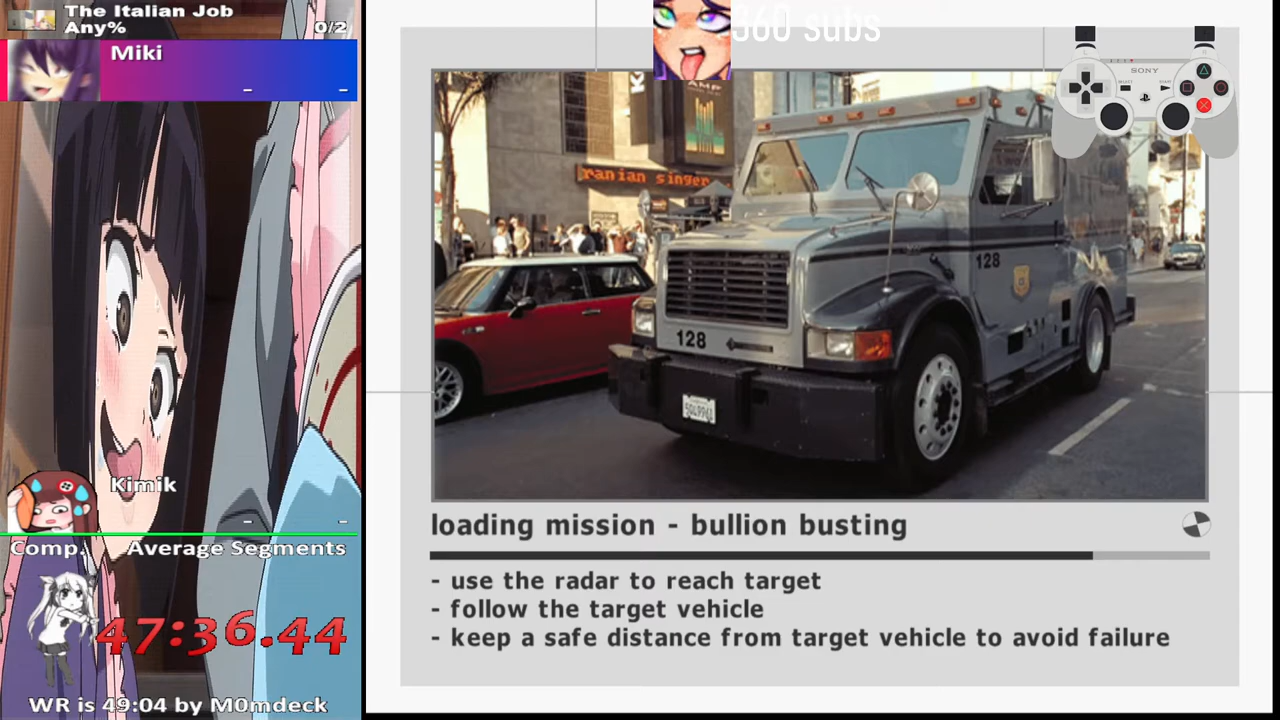 The Italian Job
Any%
0/2
Miki
-
-
Kimik
-
-
Comp.
Average Segments
47:36.44
WR is 49:04 by M0mdeck
360 subs
SONY
AMP
ranian singer
128
128
loading mission - bullion busting
- use the radar to reach target
- follow the target vehicle
- keep a safe distance from target vehicle to avoid failure